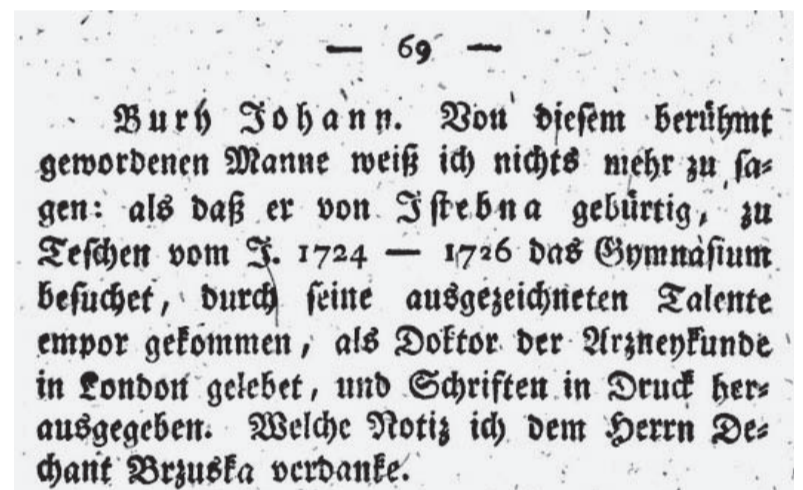 — 69 —
Bury Johann. Von diesem berühmt
gewordenen Manne weiß ich nichts mehr zu sa=
gen: als daß er von Istebna gebürtig, zu
Teschen vom J. 1724 — 1726 das Gymnasium
besuchet, durch seine ausgezeichneten Talente
empor gekommen, als Doktor der Arzneykunde
in London gelebet, und Schriften in Druck her=
ausgegeben. Welche Notiz ich dem Herrn De=
chant Brzuska verdanke.